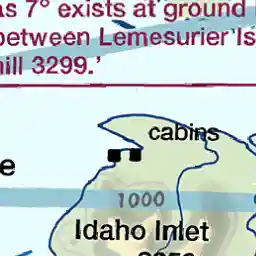 as 7° exists at ground
between Lemesurier Is
hill 3299.'
cabins
e
1000
Idaho Inlet